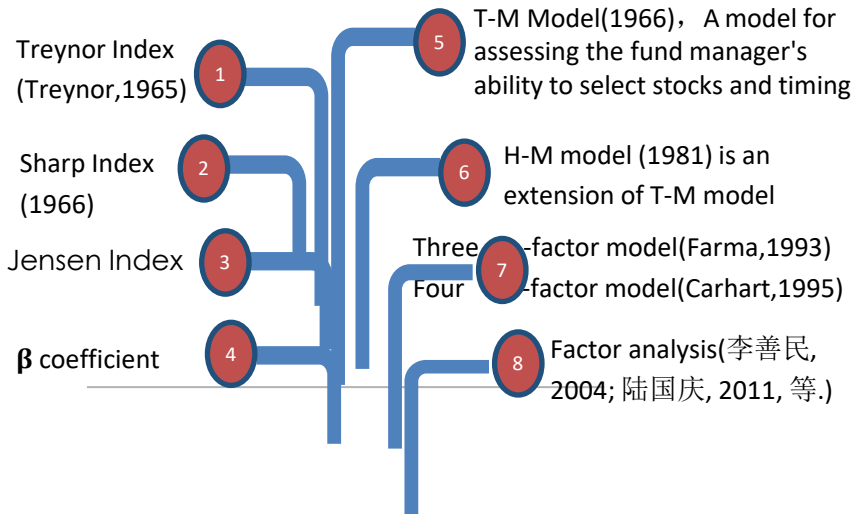 Treynor Index
(Treynor,1965)
1
Sharp Index
(1966)
2
Jensen Index
3
β coefficient
4
5
T-M Model(1966)，A model for
assessing the fund manager's
ability to select stocks and timing
6
H-M model (1981) is an
extension of T-M model
Three -factor model(Farma,1993)
7
Four -factor model(Carhart,1995)
8
Factor analysis(李善民,
2004; 陆国庆, 2011, 等.)